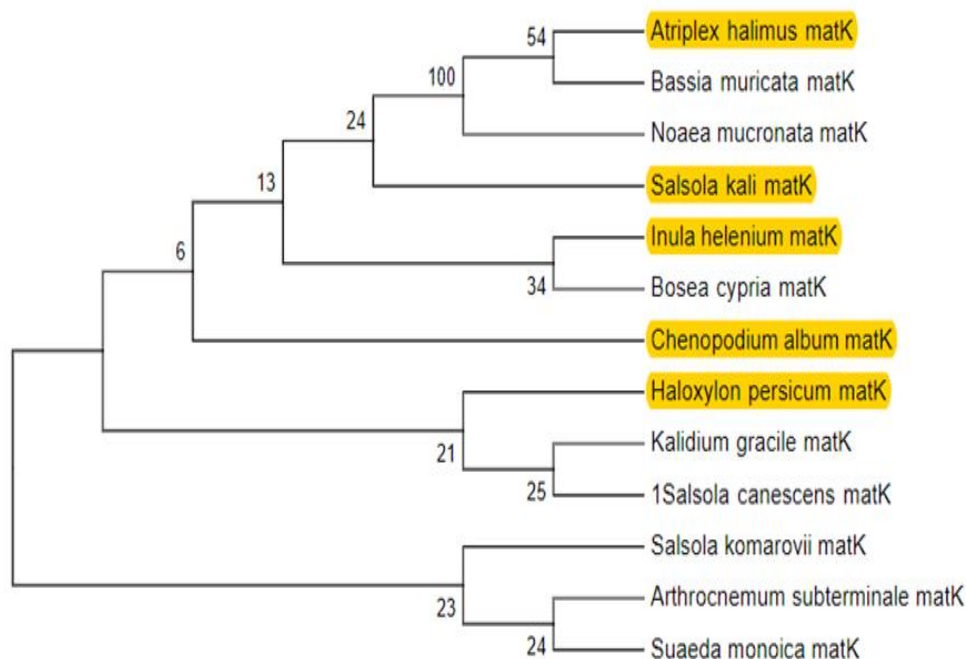 54
Atriplex halimus matK
100
Bassia muricata matK
24
Noaea mucronata matK
13
Salsola kali matK
6
Inula helenium matK
34
Bosea cypria matK
Chenopodium album matK
Haloxylon persicum matK
21
Kalidium gracile matK
25
1Salsola canescens matK
Salsola komarovii matK
23
Arthrocnemum subterminale matK
24
Suaeda monoica matK